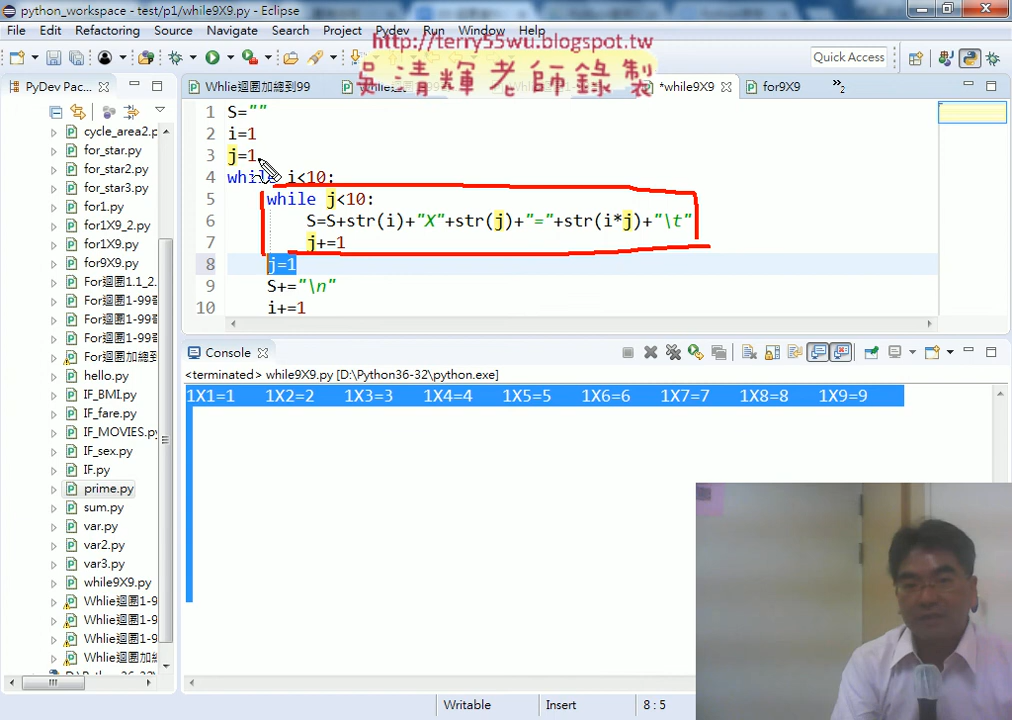 python_workspace - test/p1/while9X9.py - Eclipse
File Edit Refactoring Source Navigate Search Project Pydev Run Window Help
http://terry55wu.blogspot.tw
吳清輝老師錄製
Quick Access
PyDev Pac...
Whlie迴圈加總到99
*while9X9
for9X9
cycle_area2.p
for_star.py
for_star2.py
for_star3.py
for1.py
for1X9_2.py
for1X9.py
for9X9.py
For迴圈1.1_2.
For迴圈1-99
For迴圈1-99
For迴圈1-99
For迴圈加總到
hello.py
IF_BMI.py
IF_fare.py
IF_MOVIES.py
IF_sex.py
IF.py
prime.py
sum.py
var.py
var2.py
var3.py
while9X9.py
Whlie迴圈1-9
Whlie迴圈1-9
Whlie迴圈1-9
Whlie迴圈加總
1 S=""
2 i=1
3 j=1
4 while i<10:
5 while j<10:
6 S=S+str(i)+"X"+str(j)+"="+str(i*j)+"\t"
7 j+=1
8 j=1
9 S+="\n"
10 i+=1
Console
<terminated> while9X9.py [D:\Python36-32\python.exe]
1X1=1 1X2=2 1X3=3 1X4=4 1X5=5 1X6=6 1X7=7 1X8=8 1X9=9
Writable Insert 8 : 5